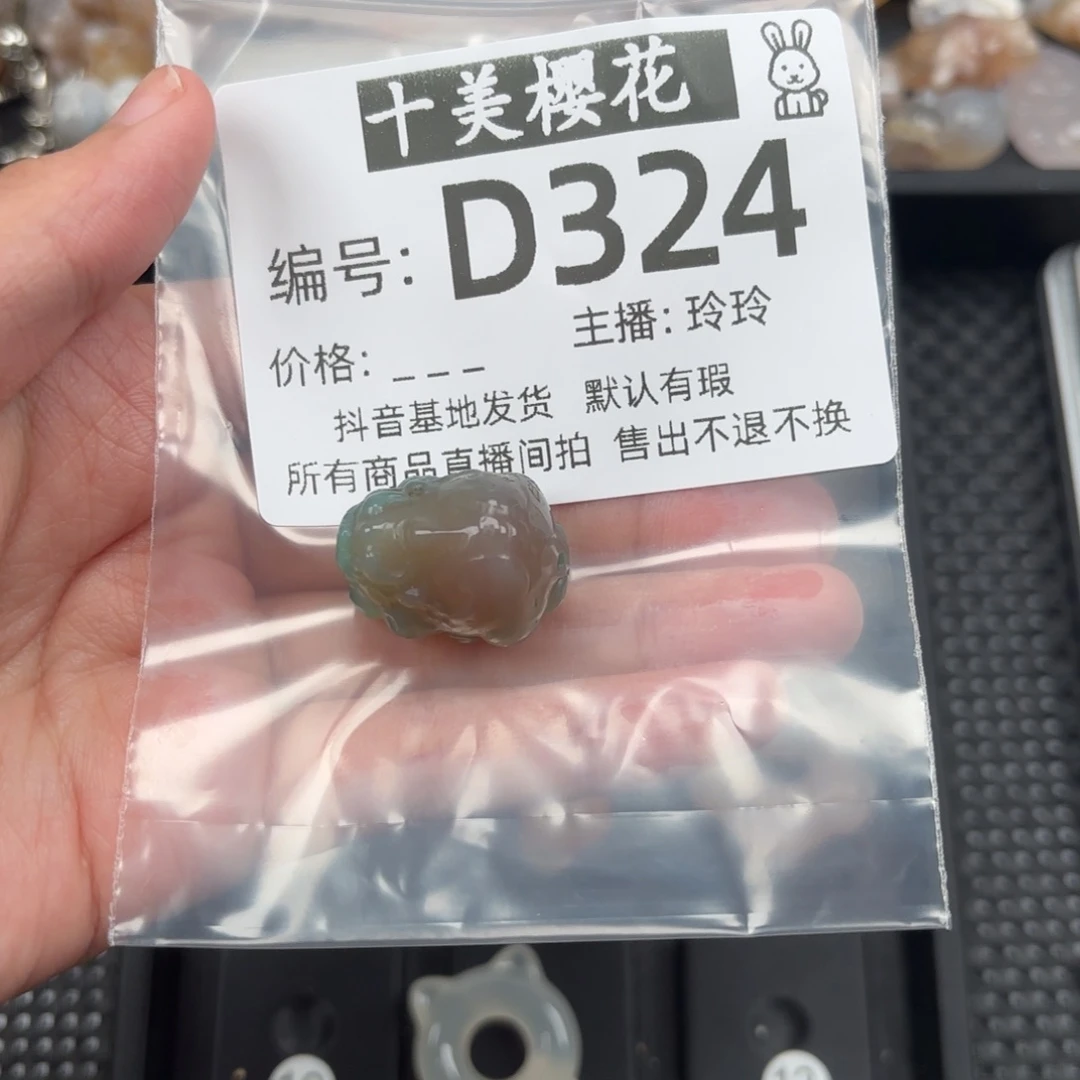 十美樱花
编号: D324
价格: _ _ _ 主播: 玲玲
抖音基地发货 默认有瑕
所有商品直播间拍 售出不退不换